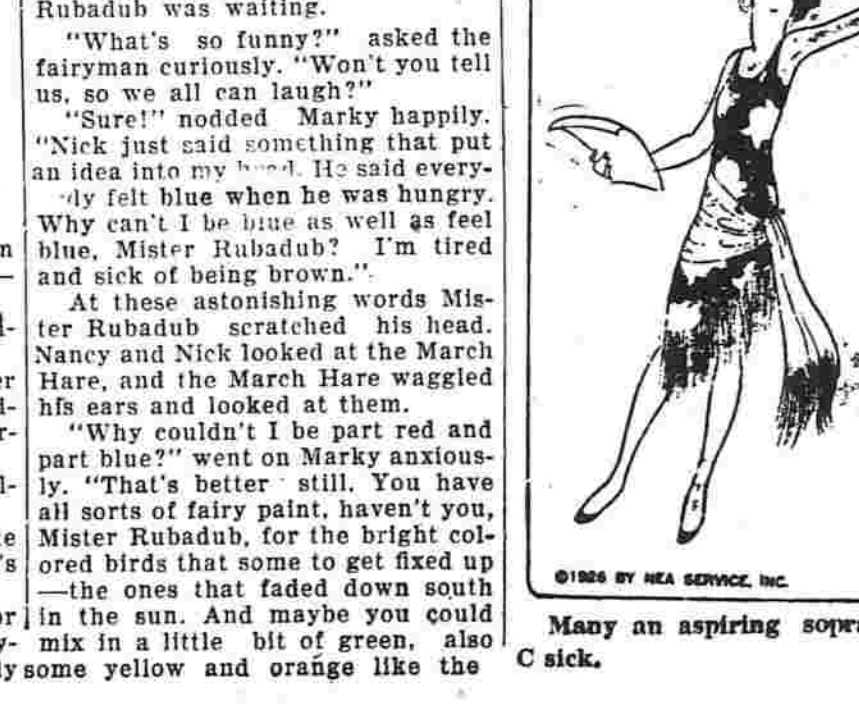 Rubadub was waiting.
"What's so funny?" asked the
fairyman curiously. "Won't you tell
us, so we all can laugh?"
"Sure!" nodded Marky happily.
"Nick just said something that put
an idea into my He said every-
dy felt blue when he was hungry.
Why can't I be blue as well as feel
blue, Mister Rubadub? I'm tired
and sick of being brown."
At these astonishing words Mis-
ter Rubadub scratched his head.
Nancy and Nick looked at the March
Hare, and the March Hare waggled
his ears and looked at them.
"Why couldn't I be part red and
part blue?" went on Marky anxious-
ly. "That's better still. You have
all sorts of fairy paint, haven't you,
Mister Rubadub, for the bright col-
ored birds that some to get fixed up
—the ones that faded down south
in the sun. And maybe you could
mix in a little bit of green, also
some yellow and orange like the
©1926 BY NEA SERVICE, INC.
Many an aspiring sopra
C sick.